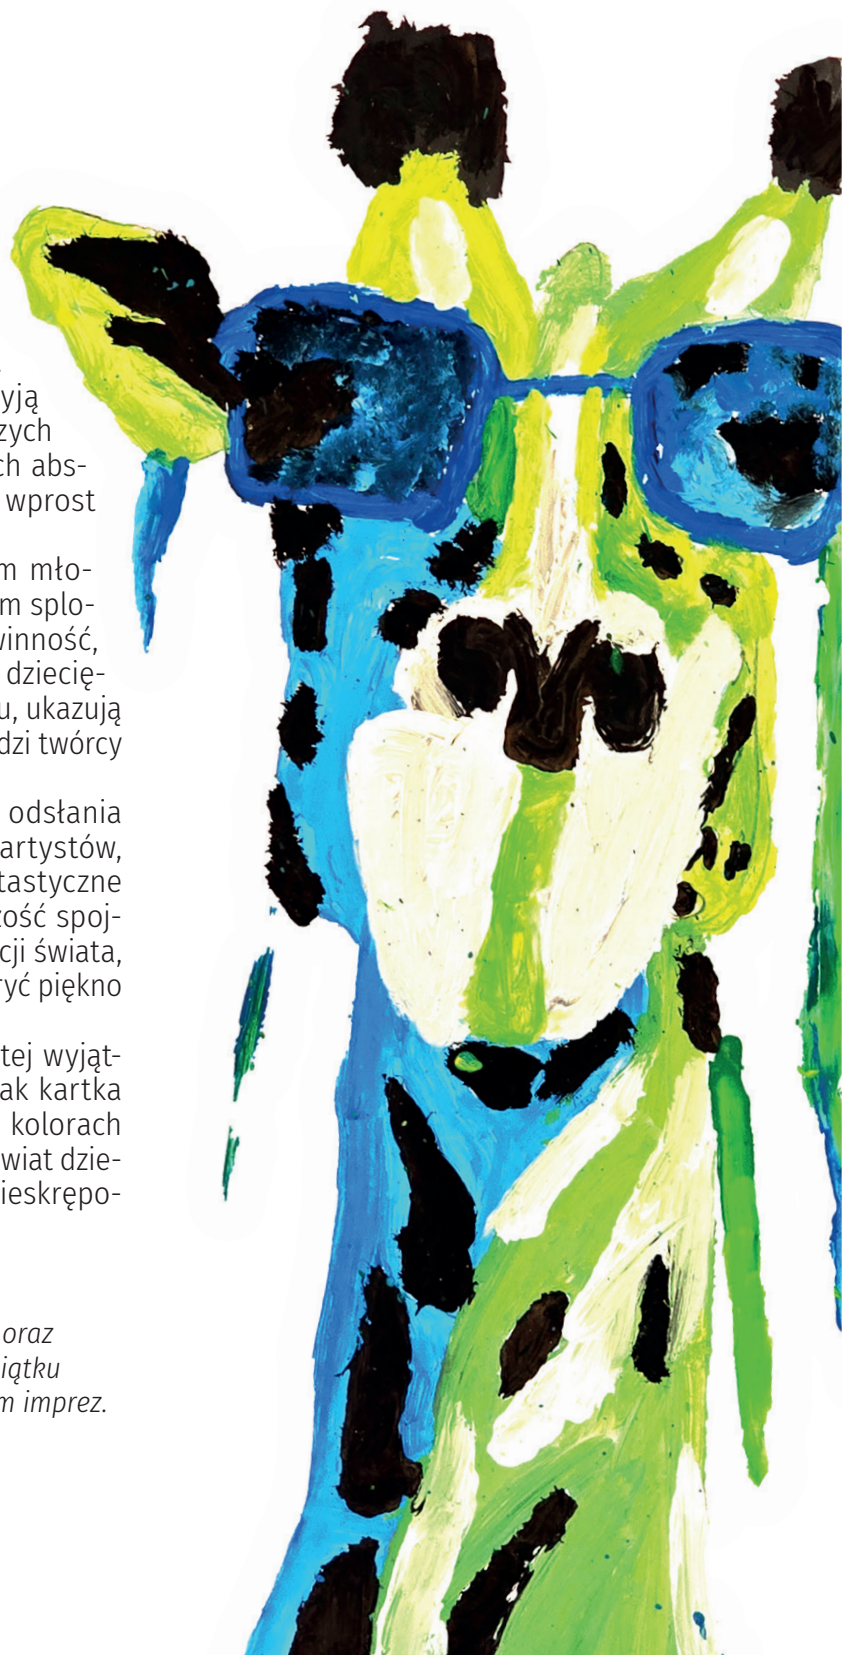 yją
zych
ch abs-
wprost
m mło-
m splo-
winność,
dziecię-
u, ukazują
dzi twórcy
odsłania
artystów,
tastyczne
zość spoj-
cji świata,
ryć piękno
tej wyjąt-
ak kartka
kolorach
wiat dzie-
ieskrępo-
oraz
iątku
m imprez.